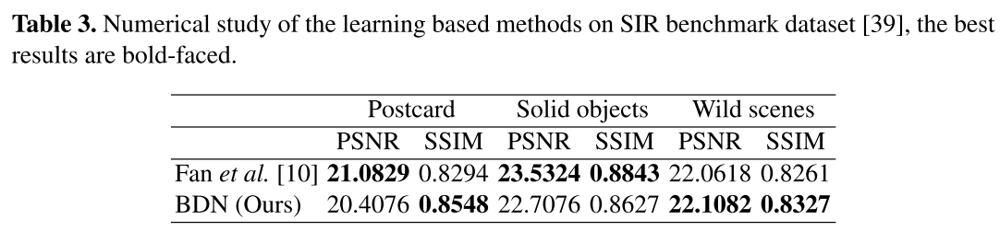 Table 3. Numerical study of the learning based methods on SIR benchmark dataset [39], the best
results are bold-faced.
Postcard Solid objects Wild scenes
PSNR SSIM PSNR SSIM PSNR SSIM
Fan et al. [10] 21.0829 0.8294 23.5324 0.8843 22.0618 0.8261
BDN (Ours) 20.4076 0.8548 22.7076 0.8627 22.1082 0.8327